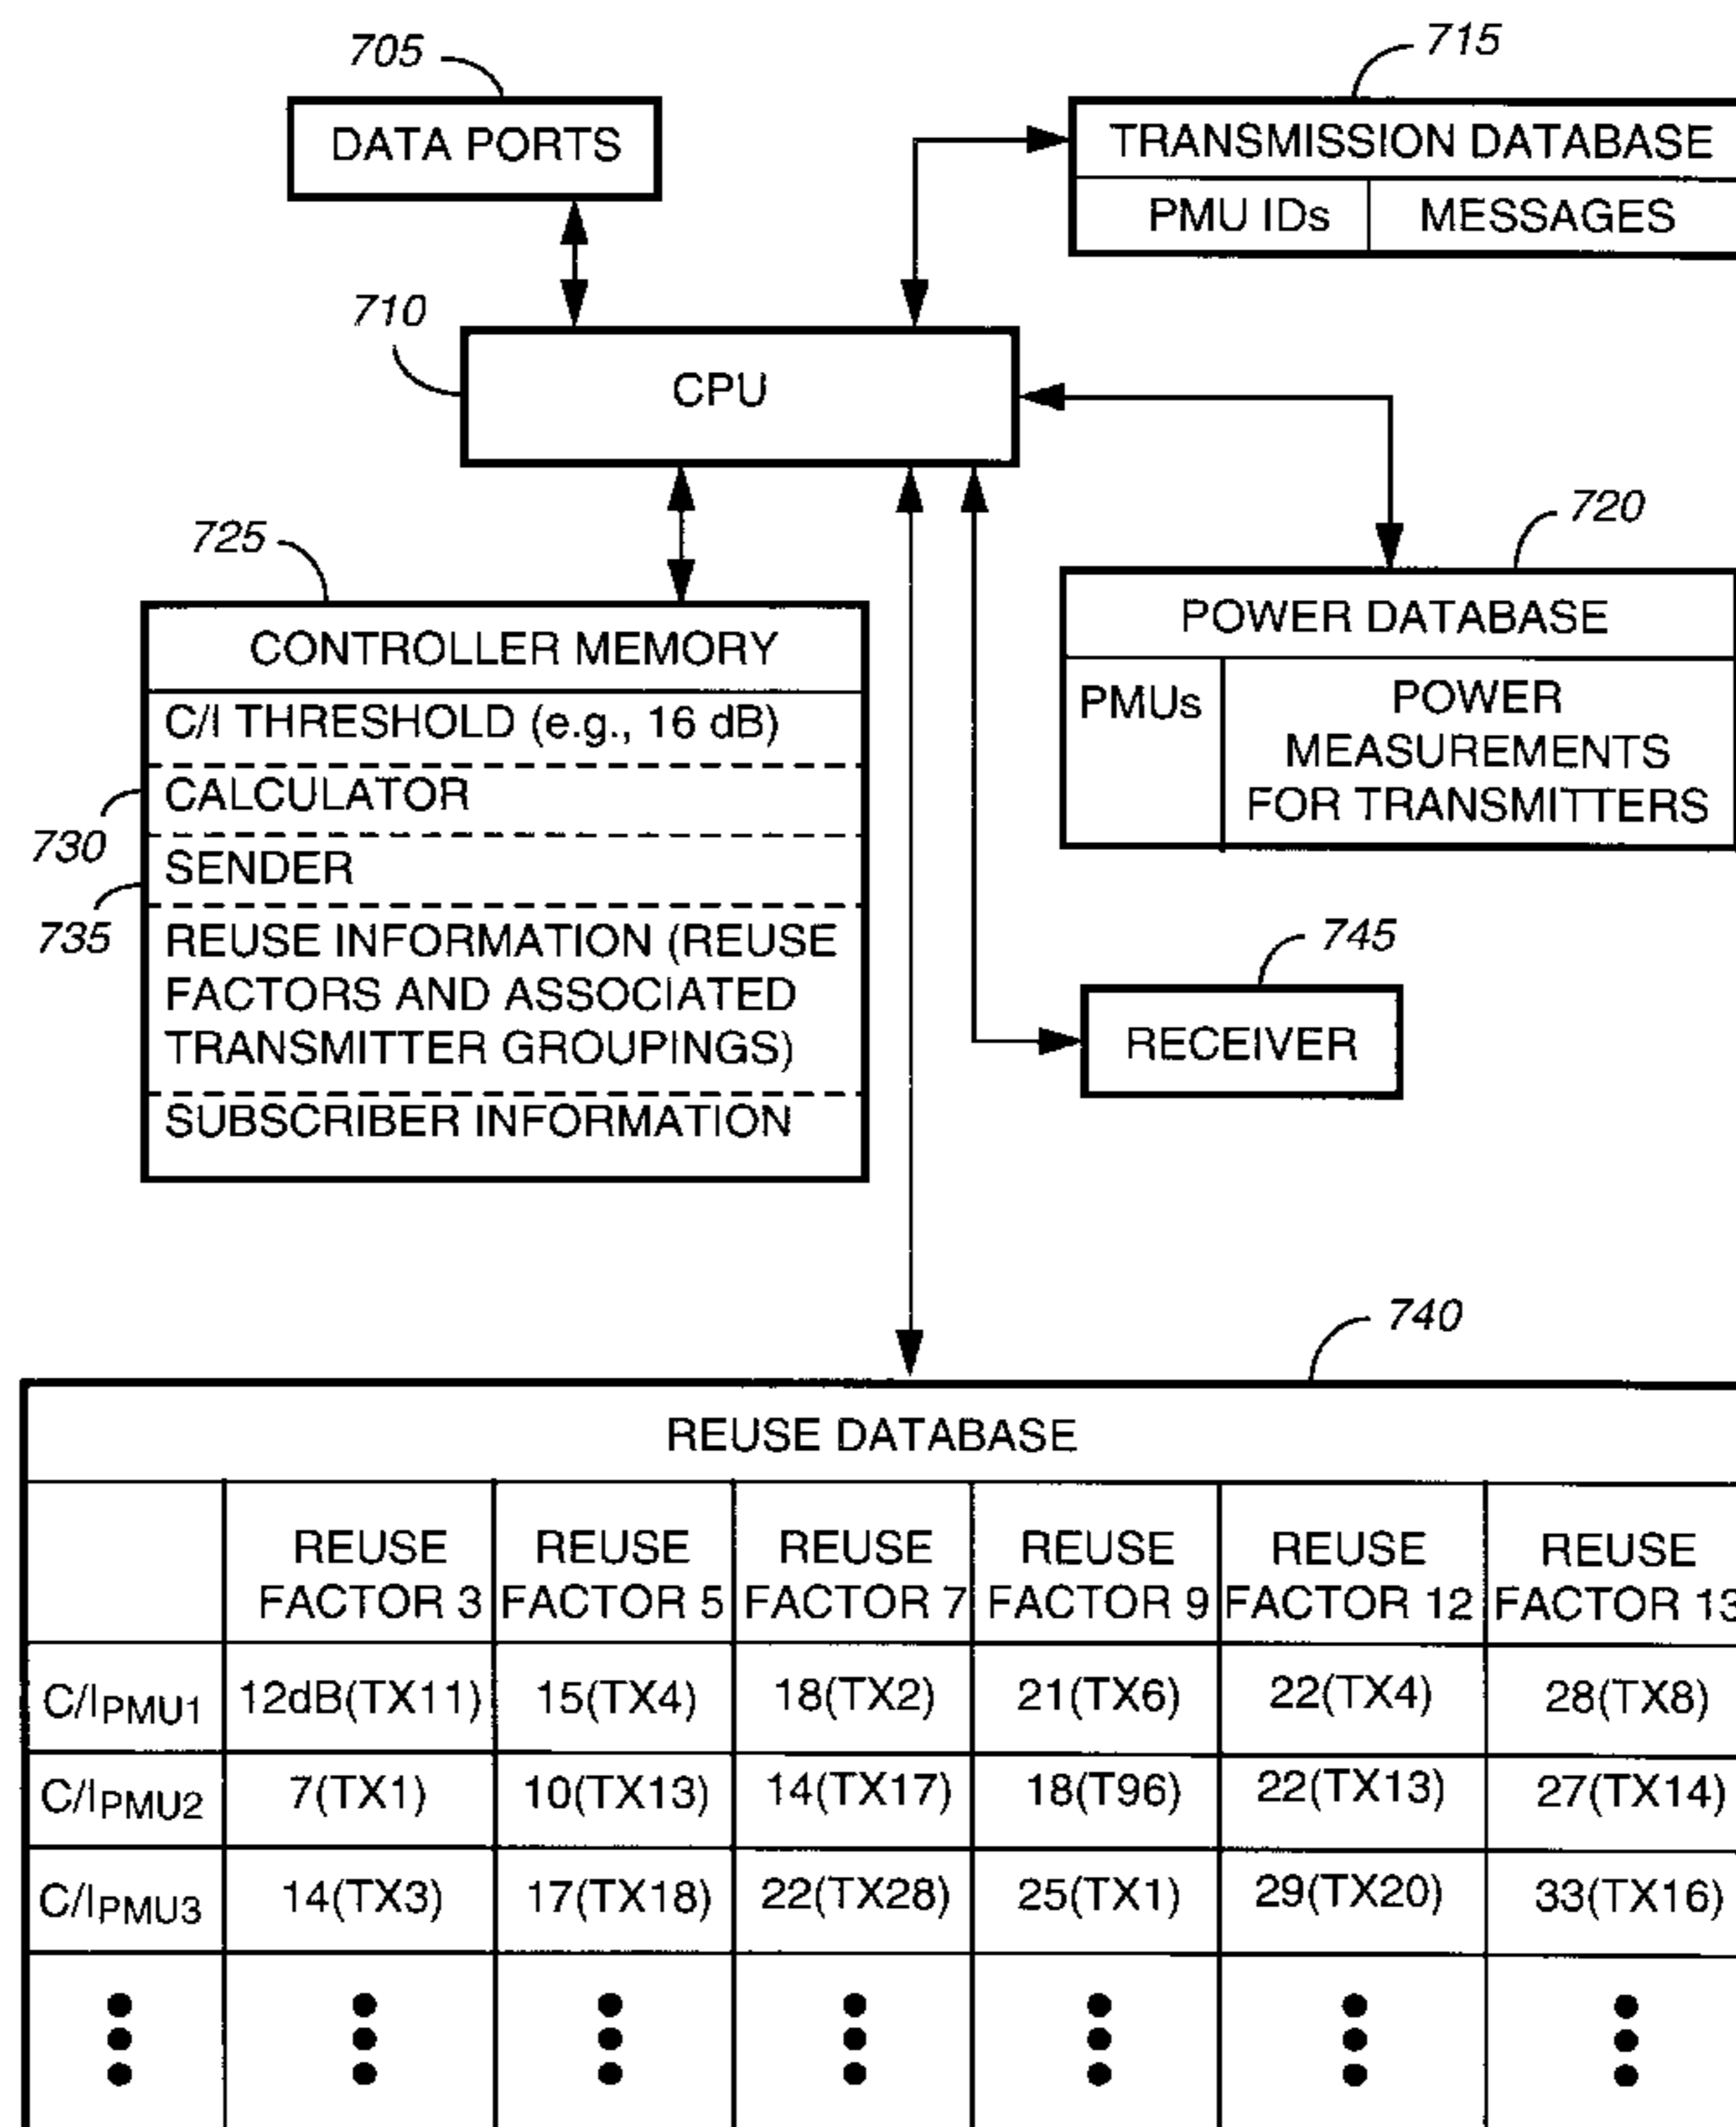 705
715
DATA PORTS
TRANSMISSION DATABASE
PMU IDs MESSAGES
710
CPU
725
720
CONTROLLER MEMORY
C/I THRESHOLD (e.g., 16 dB)
CALCULATOR
730
SENDER
735
REUSE INFORMATION (REUSE
FACTORS AND ASSOCIATED
TRANSMITTER GROUPINGS)
SUBSCRIBER INFORMATION
POWER DATABASE
PMUs
POWER
MEASUREMENTS
FOR TRANSMITTERS
745
RECEIVER
740
REUSE DATABASE
REUSE REUSE REUSE REUSE REUSE REUSE
FACTOR 3 FACTOR 5 FACTOR 7 FACTOR 9 FACTOR 12 FACTOR 13
C/IPMU1 12dB(TX11) 15(TX4) 18(TX2) 21(TX6) 22(TX4) 28(TX8)
C/IPMU2 7(TX1) 10(TX13) 14(TX17) 18(T96) 22(TX13) 27(TX14)
C/IPMU3 14(TX3) 17(TX18) 22(TX28) 25(TX1) 29(TX20) 33(TX16)